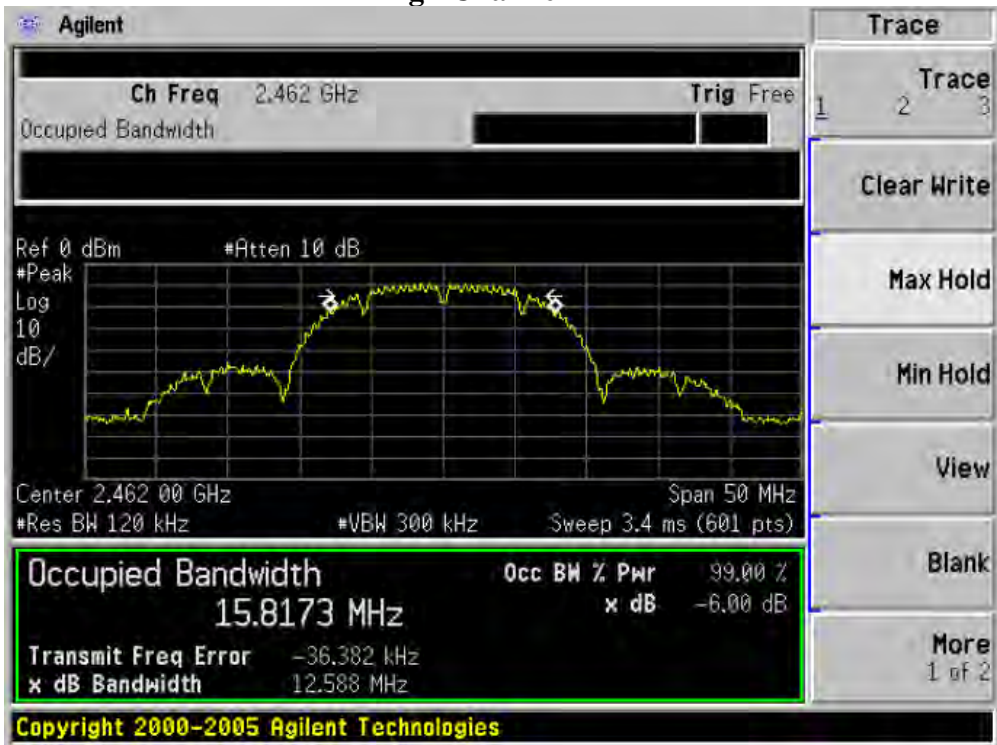 Agilent
Trace
Ch Freq 2.462 GHz Trig Free
Occupied Bandwidth
Trace
1 2 3
Clear Write
Max Hold
Min Hold
View
Blank
More
1 of 2
Ref 0 dBm #Atten 10 dB
#Peak
Log
10
dB/
Center 2.462 00 GHz Span 50 MHz
#Res BW 120 kHz #VBW 300 kHz Sweep 3.4 ms (601 pts)
Occupied Bandwidth Occ BW % Pwr 99.00 %
15.8173 MHz x dB -6.00 dB
Transmit Freq Error -36.382 kHz
x dB Bandwidth 12.588 MHz
Copyright 2000-2005 Agilent Technologies